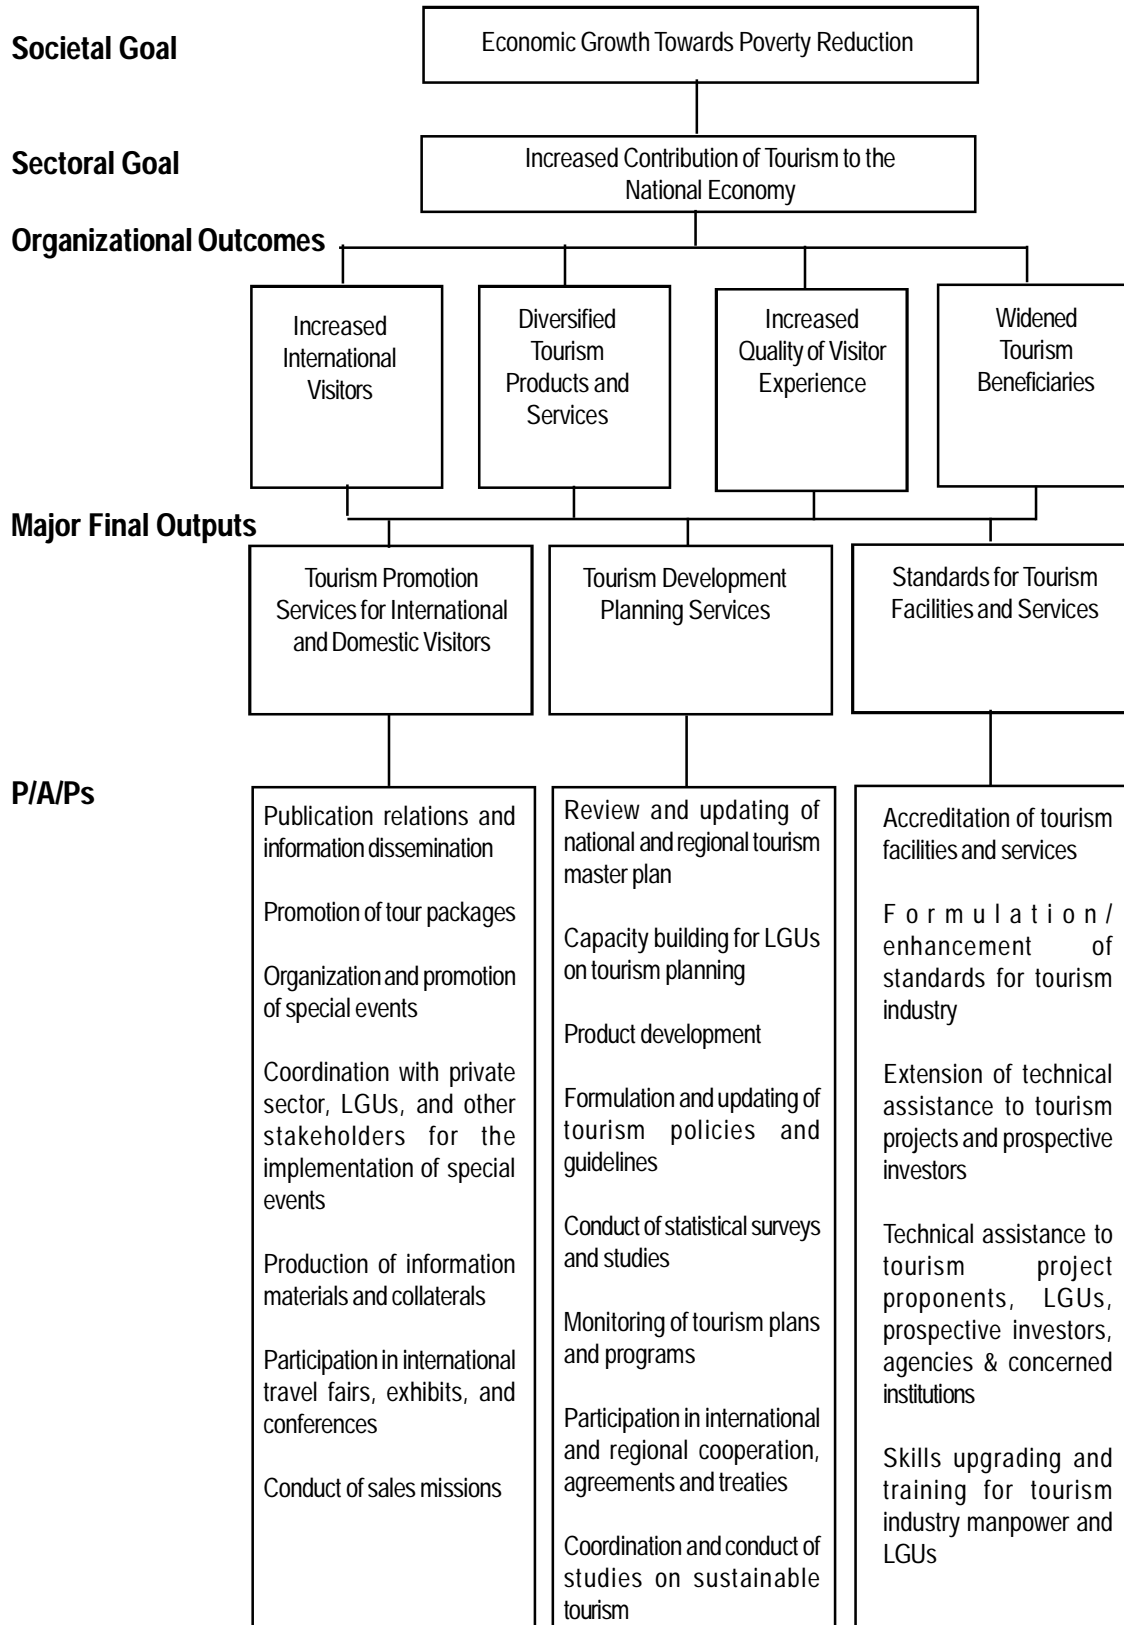 Societal Goal
Economic Growth Towards Poverty Reduction
Sectoral Goal
Increased Contribution of Tourism to the
National Economy
Organizational Outcomes
Increased
International
Visitors
Diversified
Tourism
Products and
Services
Increased
Quality of Visitor
Experience
Widened
Tourism
Beneficiaries
Major Final Outputs
Tourism Promotion
Services for International
and Domestic Visitors
Tourism Development
Planning Services
Standards for Tourism
Facilities and Services
P/A/Ps
Publication relations and
information dissemination
Promotion of tour packages
Organization and promotion
of special events
Coordination with private
sector, LGUs, and other
stakeholders for the
implementation of special
events
Production of information
materials and collaterals
Participation in international
travel fairs, exhibits, and
conferences
Conduct of sales missions
Review and updating of
national and regional tourism
master plan
Capacity building for LGUs
on tourism planning
Product development
Formulation and updating of
tourism policies and
guidelines
Conduct of statistical surveys
and studies
Monitoring of tourism plans
and programs
Participation in international
and regional cooperation,
agreements and treaties
Coordination and conduct of
studies on sustainable
tourism
Accreditation of tourism
facilities and services
Formulation/
enhancement of
standards for tourism
industry
Extension of technical
assistance to tourism
projects and prospective
investors
Technical assistance to
tourism project
proponents, LGUs,
prospective investors,
agencies & concerned
institutions
Skills upgrading and
training for tourism
industry manpower and
LGUs